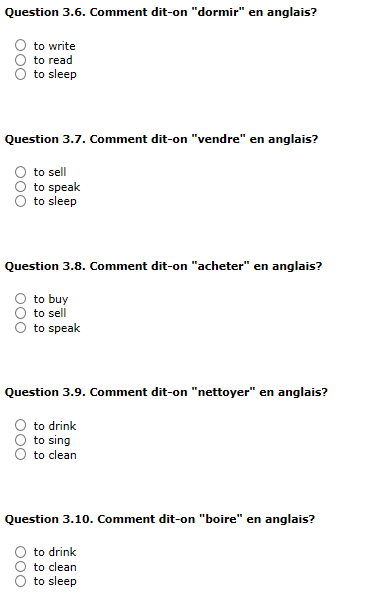 Question 3.6. Comment dit-on "dormir" en anglais?
to write
to read
to sleep
Question 3.7. Comment dit-on "vendre" en anglais?
to sell
to speak
to sleep
Question 3.8. Comment dit-on "acheter" en anglais?
to buy
to sell
to speak
Question 3.9. Comment dit-on "nettoyer" en anglais?
to drink
to sing
to clean
Question 3.10. Comment dit-on "boire" en anglais?
to drink
to clean
to sleep